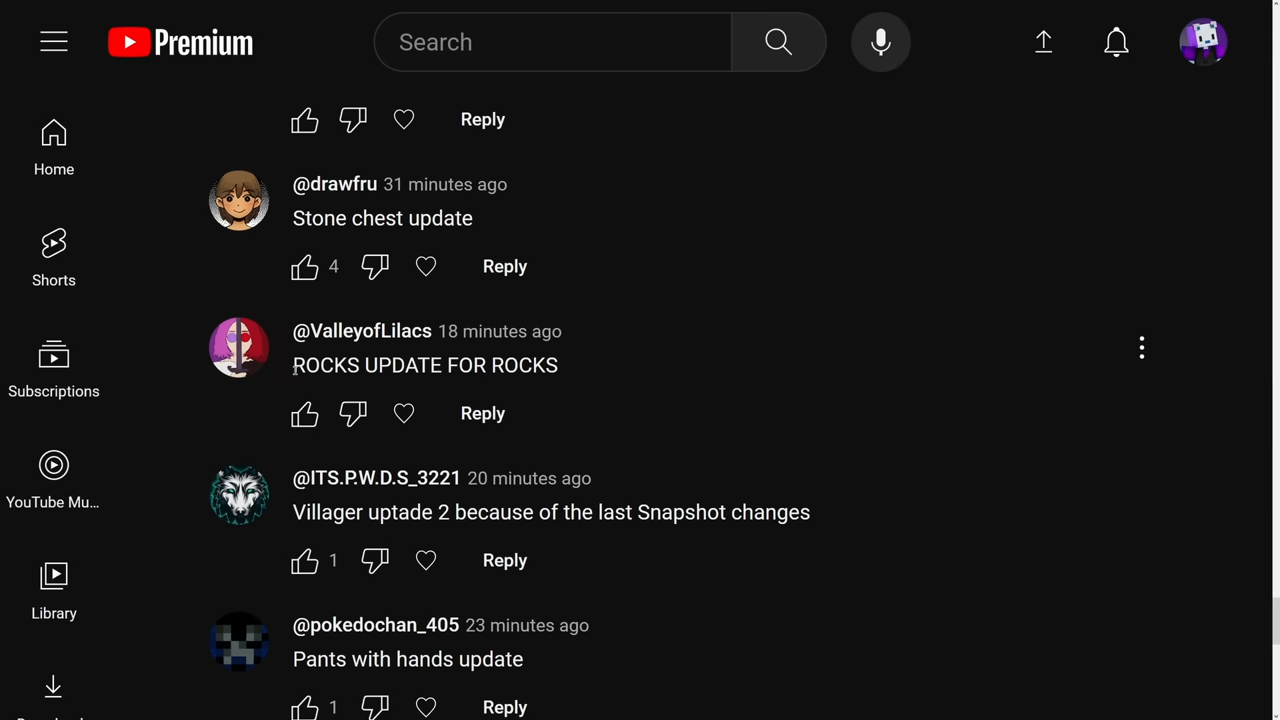 Premium
Search
Reply
Home
@drawfru 31 minutes ago
Stone chest update
Shorts
4 Reply
@ValleyofLilacs 18 minutes ago
ROCKS UPDATE FOR ROCKS
Subscriptions
Reply
@ITS.P.W.D.S_3221 20 minutes ago
YouTube Mu...
Villager uptade 2 because of the last Snapshot changes
1 Reply
Library
@pokedochan_405 23 minutes ago
Pants with hands update
1 Reply